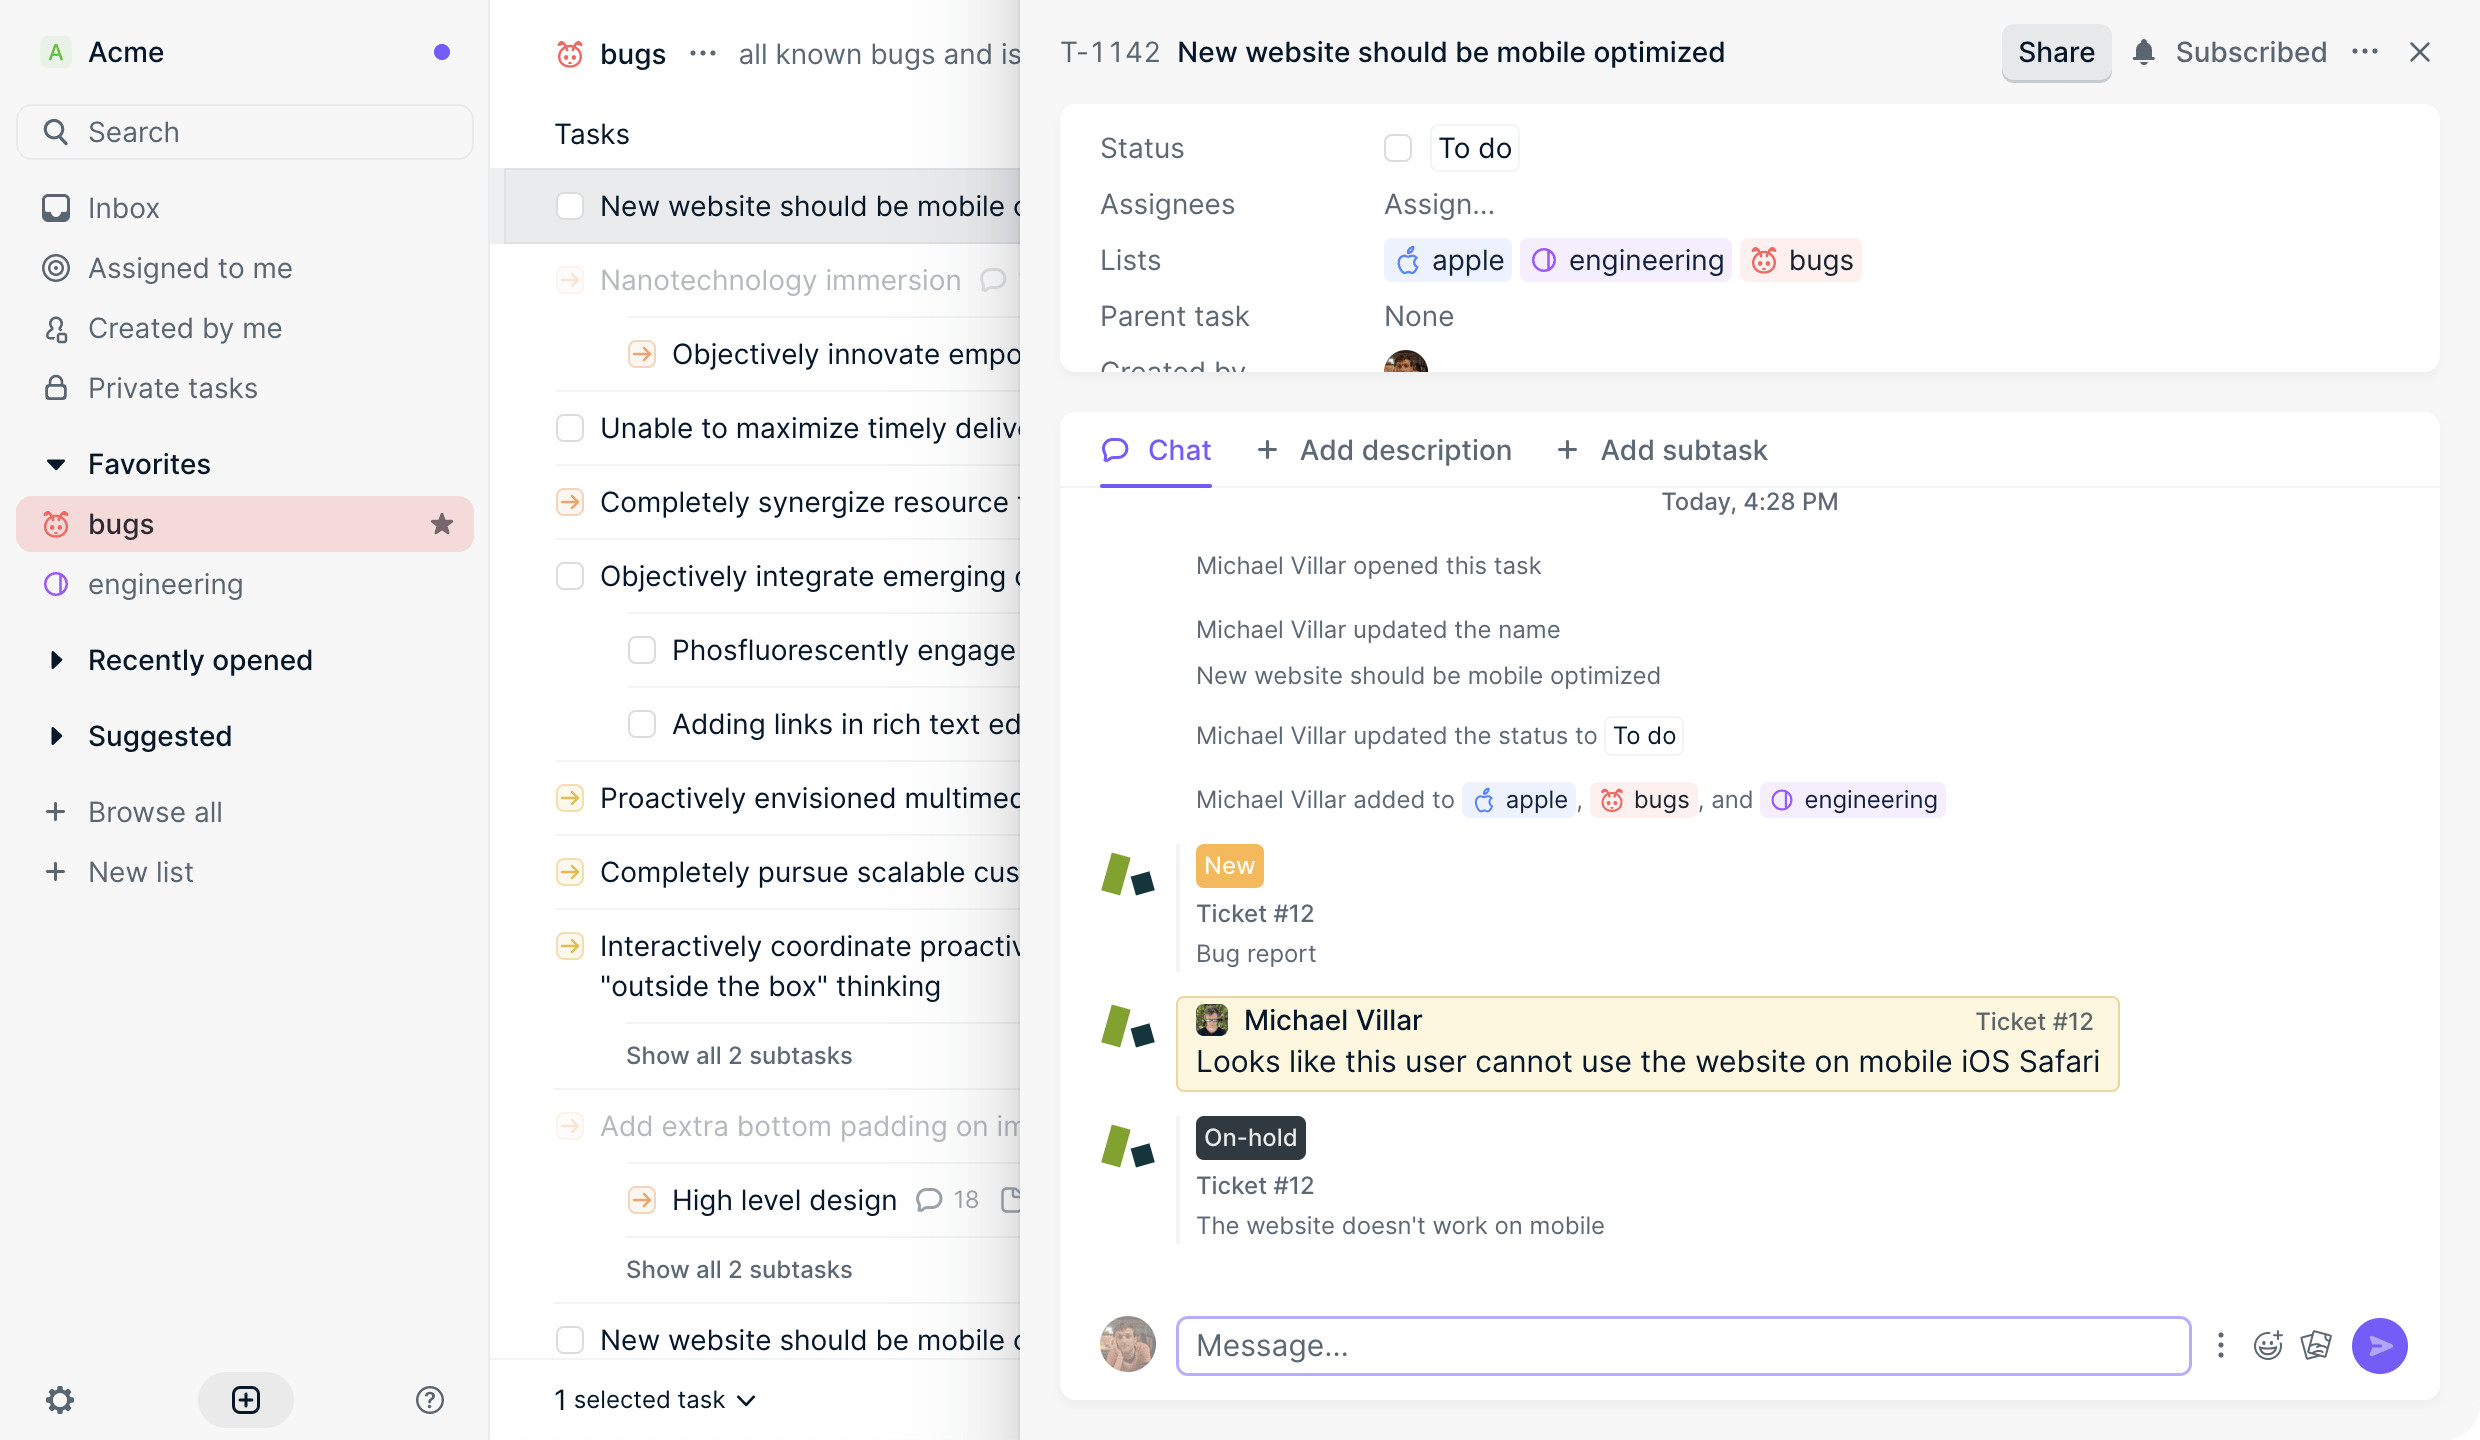 A Acme
Search
Inbox
Assigned to me
Created by me
Private tasks
Favorites
bugs
engineering
Recently opened
Suggested
Browse all
New list
bugs ··· all known bugs and is
Tasks
New website should be mobile
Nanotechnology immersion
Objectively innovate empo
Unable to maximize timely
Completely synergize resource
Objectively integrate emerging
Phosfluorescently engage
Adding links in rich text ed
Proactively envisioned
Completely pursue scalable cus
Interactively coordinate
"outside the box" thinking
Show all 2 subtasks
Add extra bottom padding on
High level design 18
Show all 2 subtasks
New website should be mobile
1 selected task
T-1142 New website should be mobile optimized
Share Subscribed
Status To do
Assignees Assign...
Lists apple engineering bugs
Parent task None
Created by
Chat + Add description + Add subtask
Today, 4:28 PM
Michael Villar opened this task
Michael Villar updated the name
New website should be mobile optimized
Michael Villar updated the status to To do
Michael Villar added to apple, bugs, and engineering
New
Ticket #12
Bug report
Michael Villar Ticket #12
Looks like this user cannot use the website on mobile iOS Safari
On-hold
Ticket #12
The website doesn't work on mobile
Message...